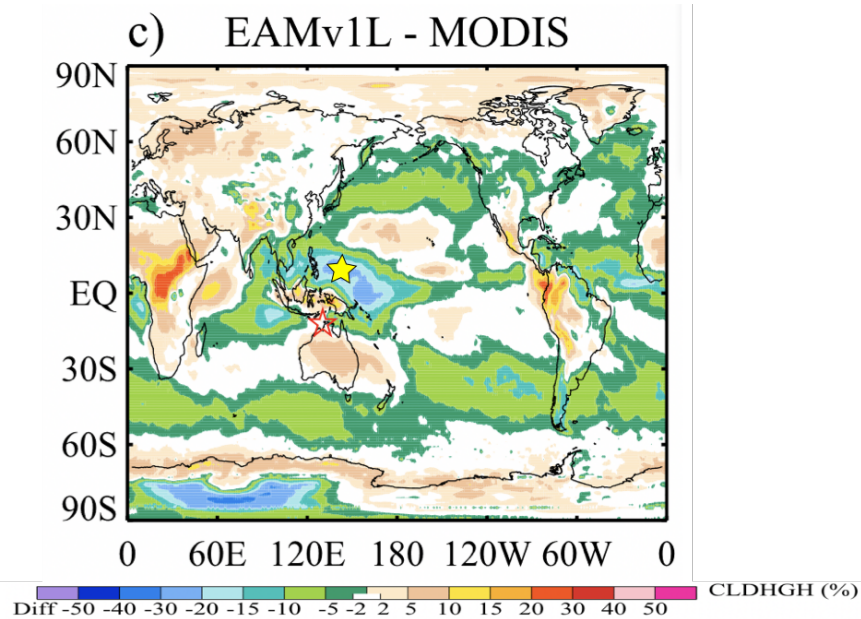 c) EAMv1L - MODIS
90N
60N
30N
EQ
30S
60S
90S
0 60E 120E 180 120W 60W 0
CLDHGH (%)
Diff -50 -40 -30 -20 -15 -10 -5 -2 2 5 10 15 20 30 40 50